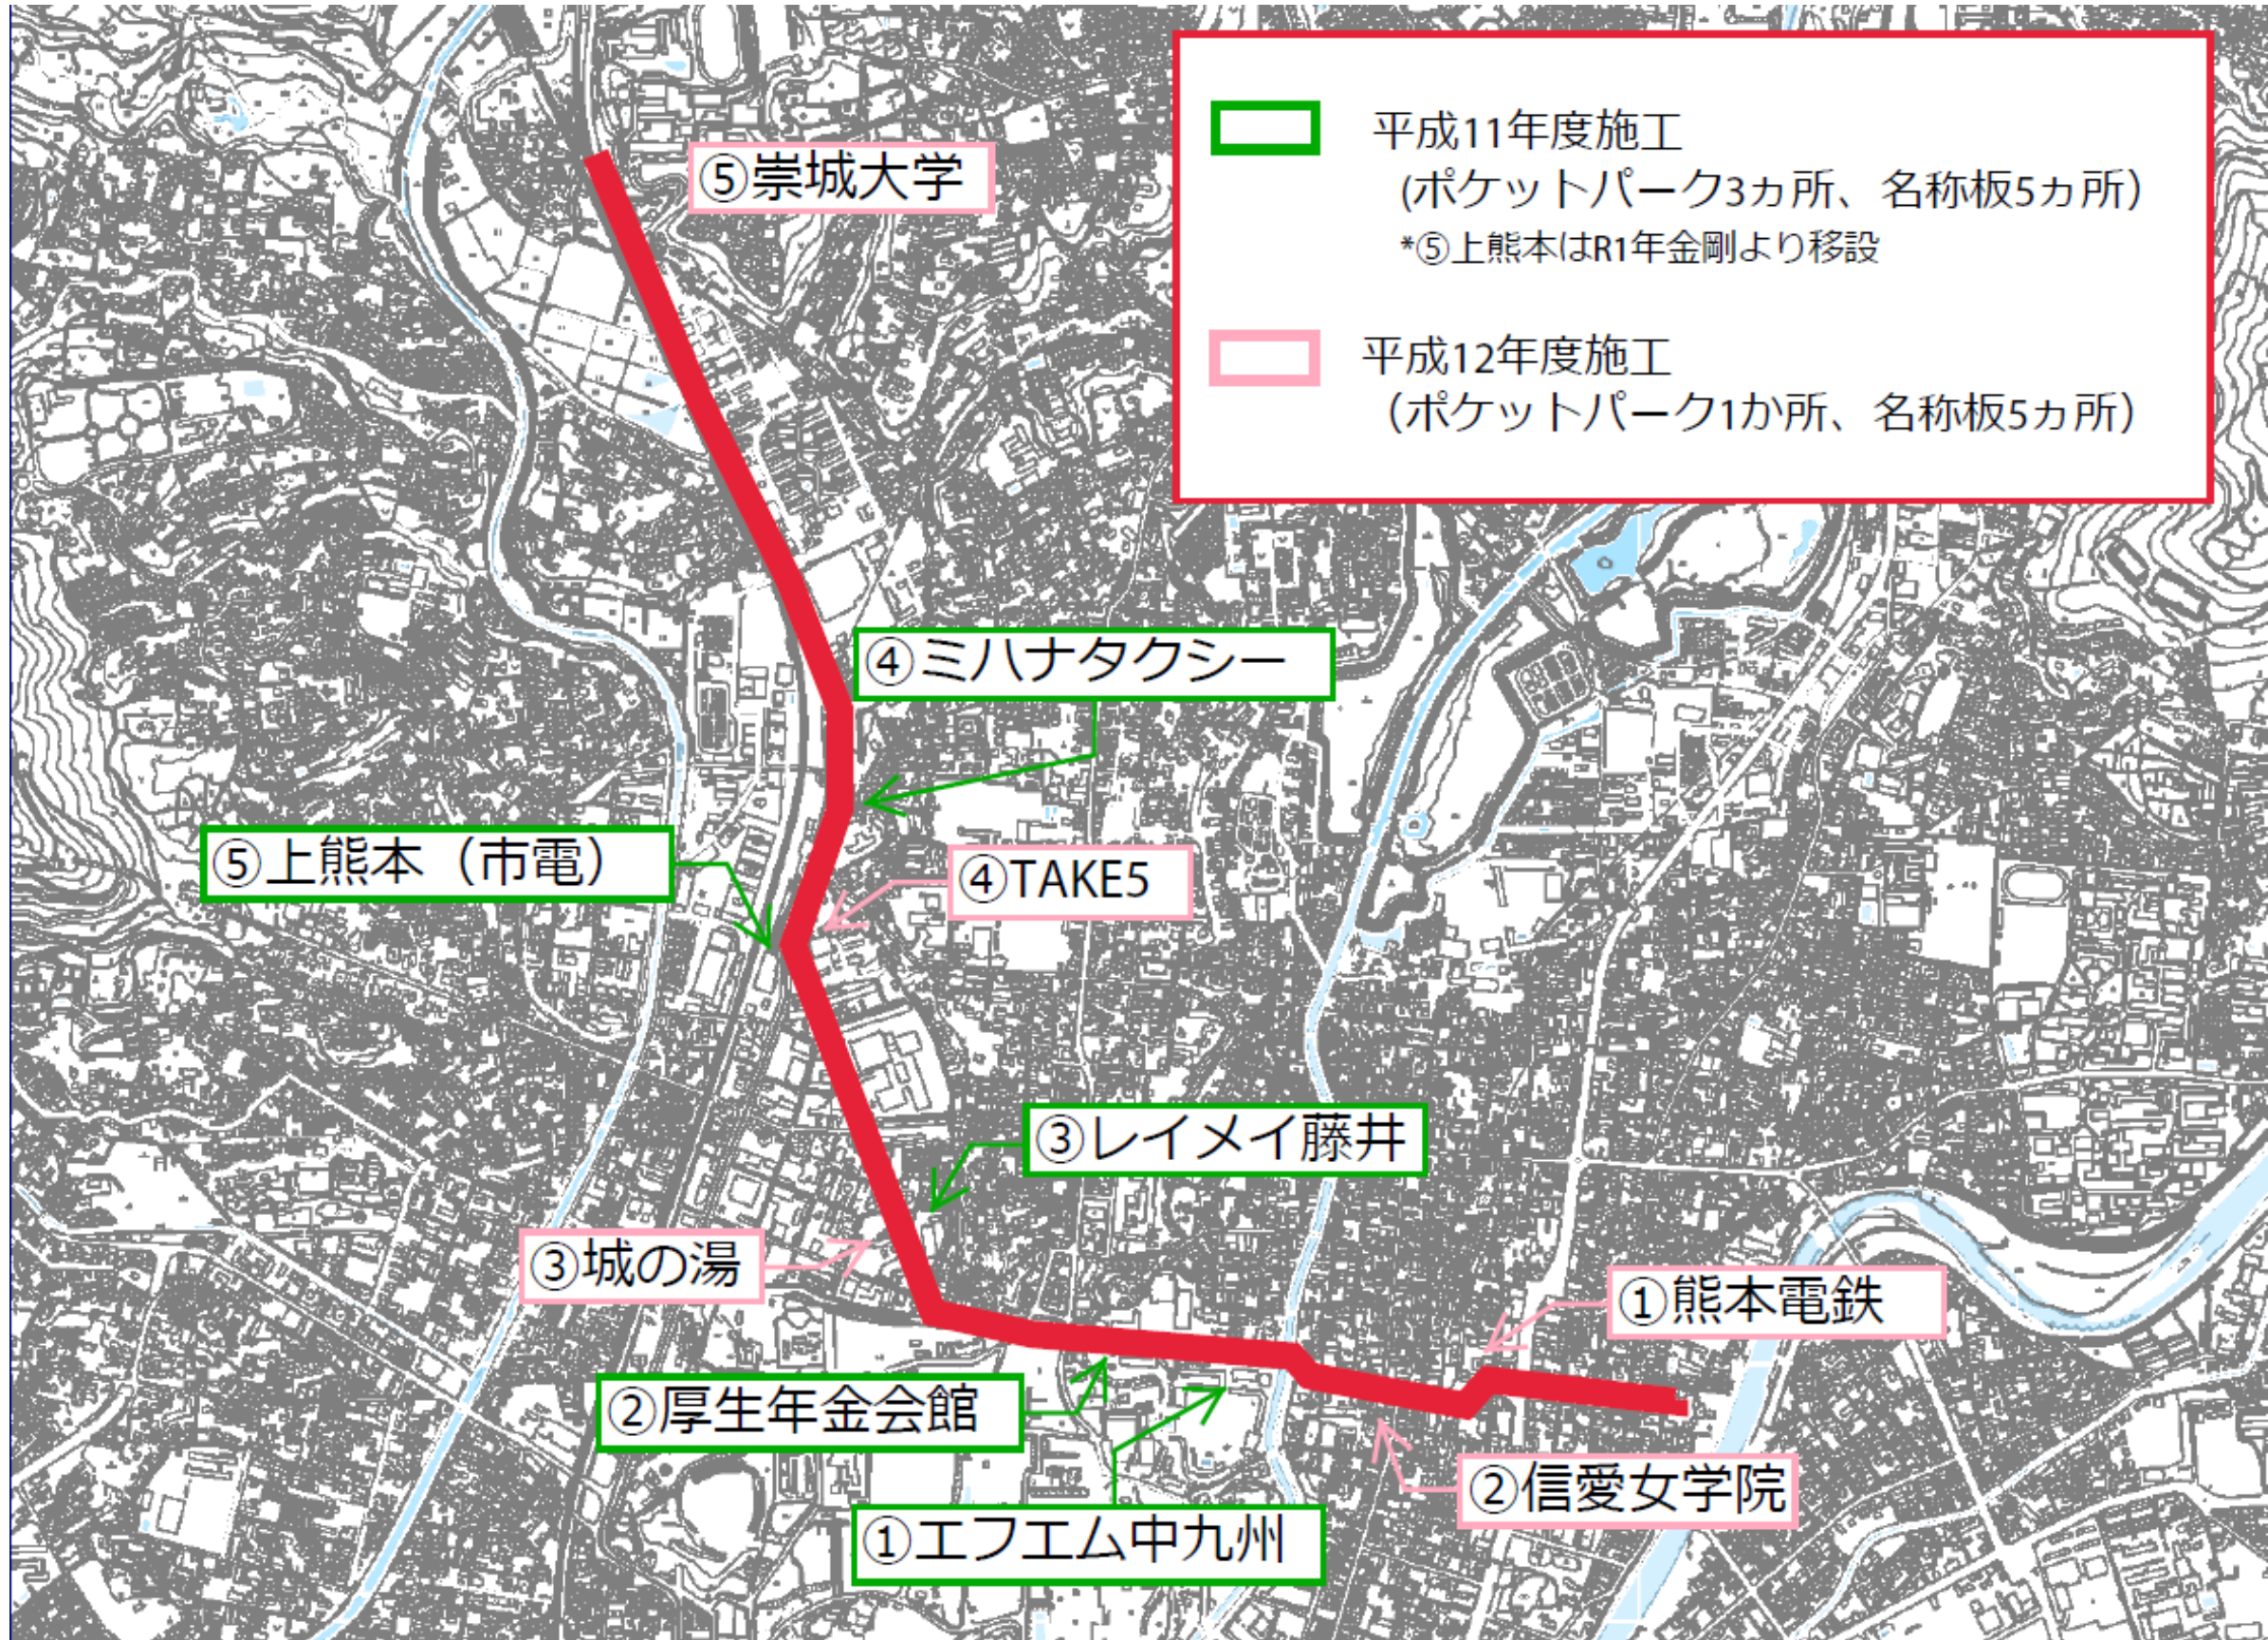 平成11年度施工
(ポケットパーク3ヵ所、名称板5ヵ所）
*⑤上熊本はR1年金剛より移設
平成12年度施工
（ポケットパーク1か所、名称板5ヵ所）
⑤崇城大学
④ミハナタクシー
⑤上熊本（市電）
④TAKE5
③レイメイ藤井
③城の湯
①熊本電鉄
②厚生年金会館
②信愛女学院
①エフエム中九州